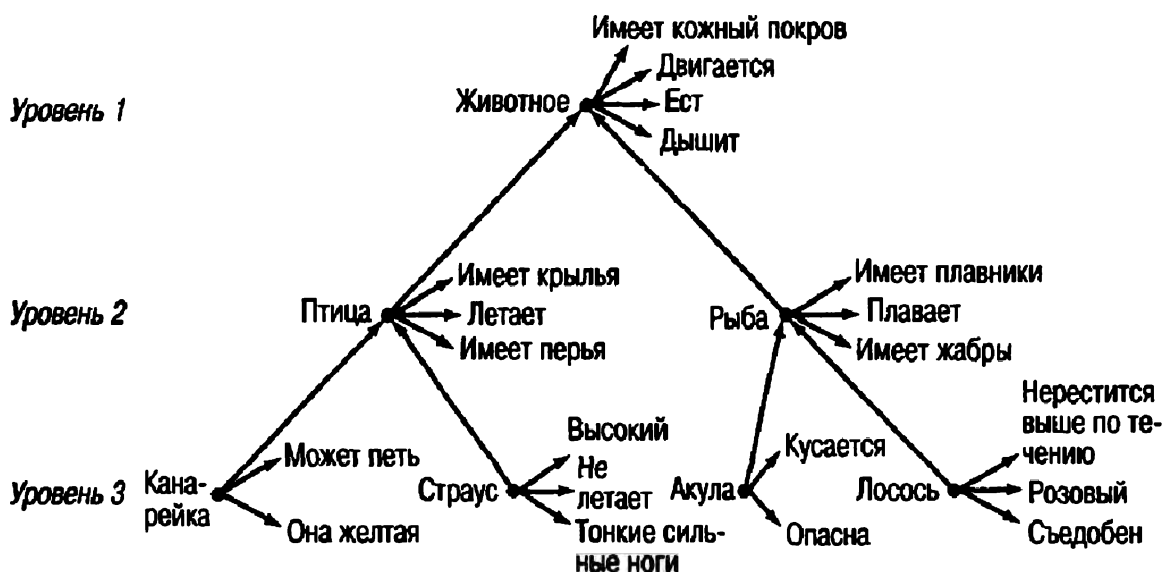 Имеет кожный покров
Двигается
Уровень 1
Животное
Ест
Дышит
Имеет крылья
Имеет плавники
Уровень 2
Птица
Летает
Рыба
Плавает
Имеет перья
Имеет жабры
Может петь
Высокий
Кусается
Нерестится
выше по те-
чению
Уровень 3
Кана-
рейка
Страус
Не
летает
Акула
Лосось
Розовый
Она желтая
Тонкие силь-
ные ноги
Опасна
Съедобен